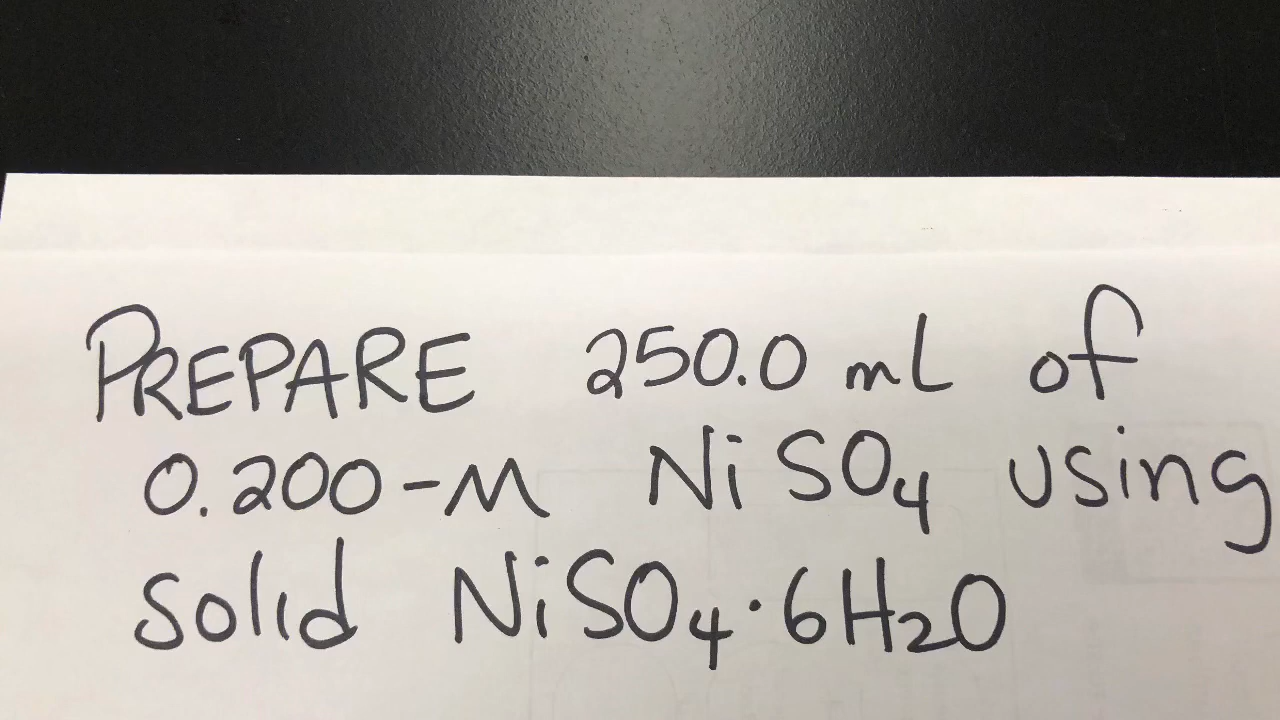 PREPARE 250.0 mL of
0.200-M NiSO₄ using
solid NiSO₄·6H₂O